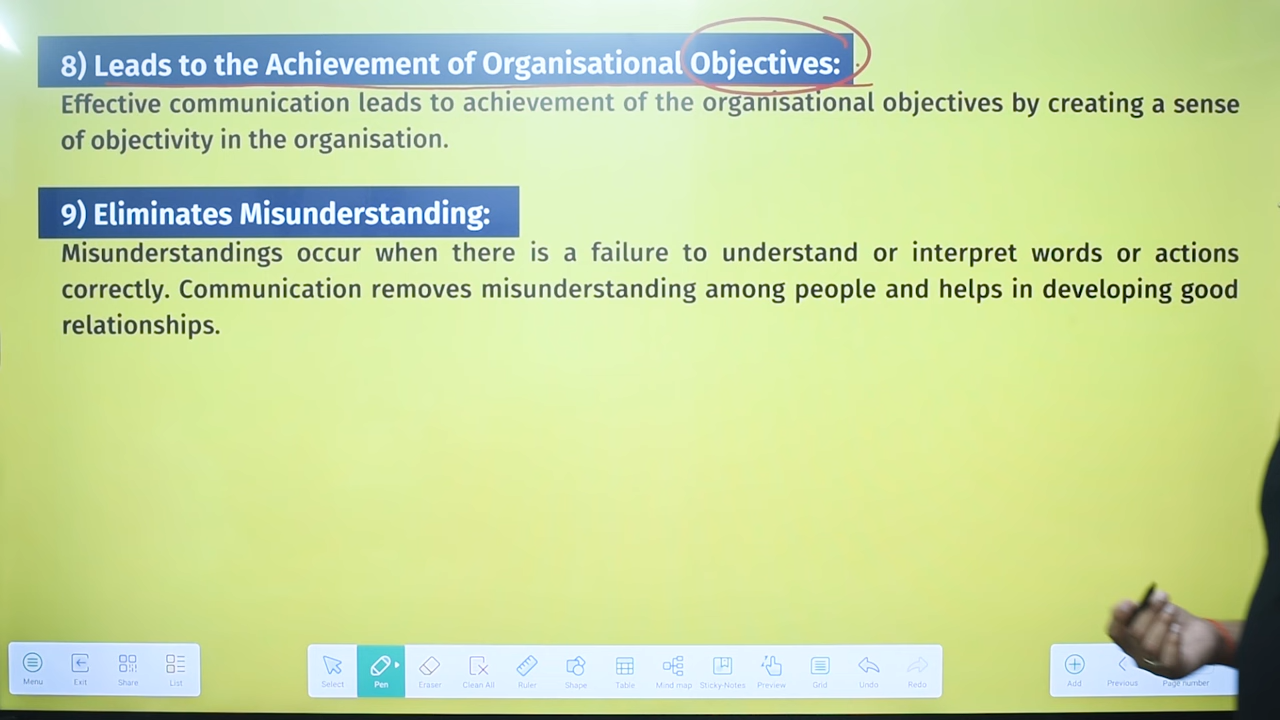 8) Leads to the Achievement of Organisational Objectives:
Effective communication leads to achievement of the organisational objectives by creating a sense
of objectivity in the organisation.
9) Eliminates Misunderstanding:
Misunderstandings occur when there is a failure to understand or interpret words or actions
correctly. Communication removes misunderstanding among people and helps in developing good
relationships.
Menu Exit Share List Select Pen Eraser Clean All Ruler Shape Table Mind map Sticky-Notes Preview Grid Undo Redo Add Previous Page number